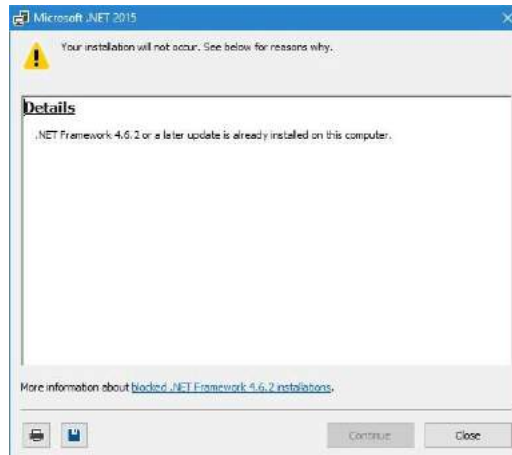 Microsoft .NET 2015
Your installation will not occur. See below for reasons why.
Details
.NET Framework 4.6.2 or a later update is already installed on this computer.
More information about blocked .NET Framework 4.6.2 installations.
Continue Close